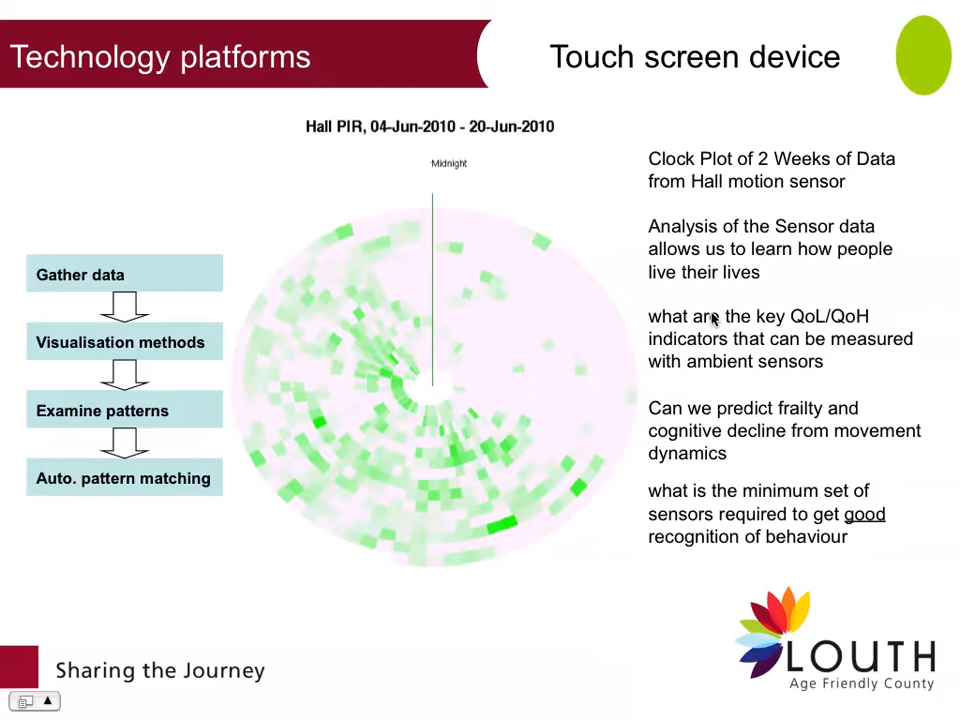 Technology platforms
Touch screen device
Hall PIR, 04-Jun-2010 - 20-Jun-2010
Midnight
Gather data
Visualisation methods
Examine patterns
Auto. pattern matching
Clock Plot of 2 Weeks of Data
from Hall motion sensor
Analysis of the Sensor data
allows us to learn how people
live their lives
what are the key QoL/QoH
indicators that can be measured
with ambient sensors
Can we predict frailty and
cognitive decline from movement
dynamics
what is the minimum set of
sensors required to get good
recognition of behaviour
Sharing the Journey
LOUTH
Age Friendly County